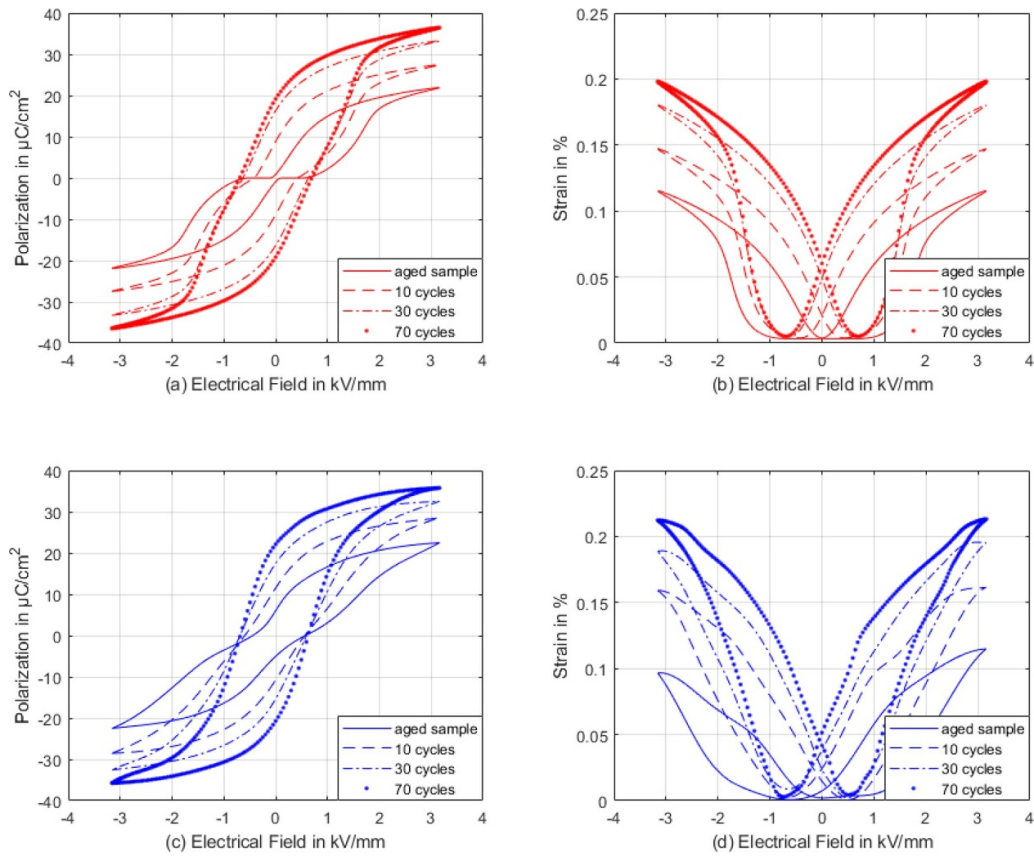 40
30
20
10
0
-10
-20
-30
-40
Polarization in µC/cm²
-4 -3 -2 -1 0 1 2 3 4
(a) Electrical Field in kV/mm
aged sample
10 cycles
30 cycles
70 cycles
0.25
0.2
0.15
0.1
0.05
0
Strain in %
-4 -3 -2 -1 0 1 2 3 4
(b) Electrical Field in kV/mm
aged sample
10 cycles
30 cycles
70 cycles
40
30
20
10
0
-10
-20
-30
-40
Polarization in µC/cm²
-4 -3 -2 -1 0 1 2 3 4
(c) Electrical Field in kV/mm
aged sample
10 cycles
30 cycles
70 cycles
0.25
0.2
0.15
0.1
0.05
0
Strain in %
-4 -3 -2 -1 0 1 2 3 4
(d) Electrical Field in kV/mm
aged sample
10 cycles
30 cycles
70 cycles